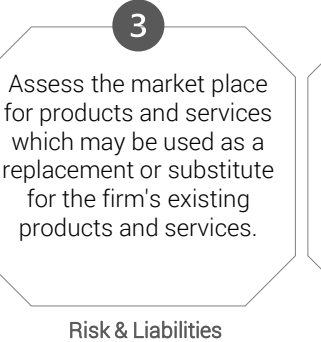 3
Assess the market place
for products and services
which may be used as a
replacement or substitute
for the firm's existing
products and services.
Risk & Liabilities